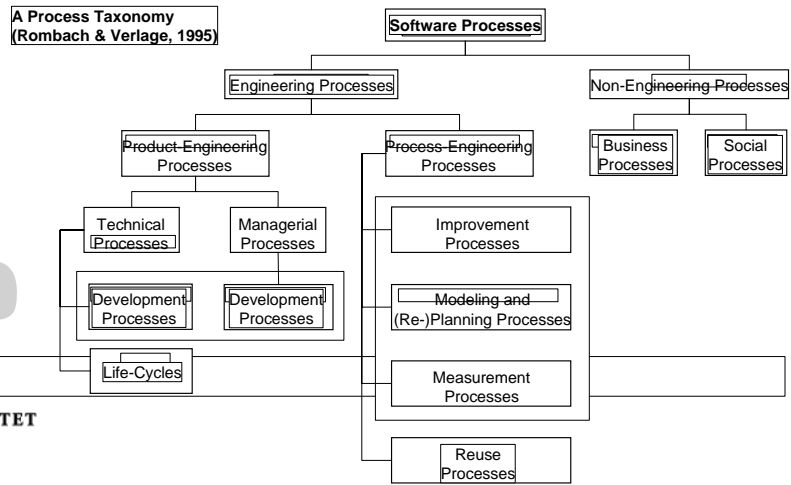 A Process Taxonomy
(Rombach & Verlage, 1995)
Software Processes
Engineering Processes
Non-Engineering Processes
Product-Engineering
Processes
Process-Engineering
Processes
Business
Processes
Social
Processes
Technical
Processes
Managerial
Processes
Improvement
Processes
Development
Processes
Development
Processes
Modeling and
(Re-)Planning Processes
Life-Cycles
Measurement
Processes
TET
Reuse
Processes